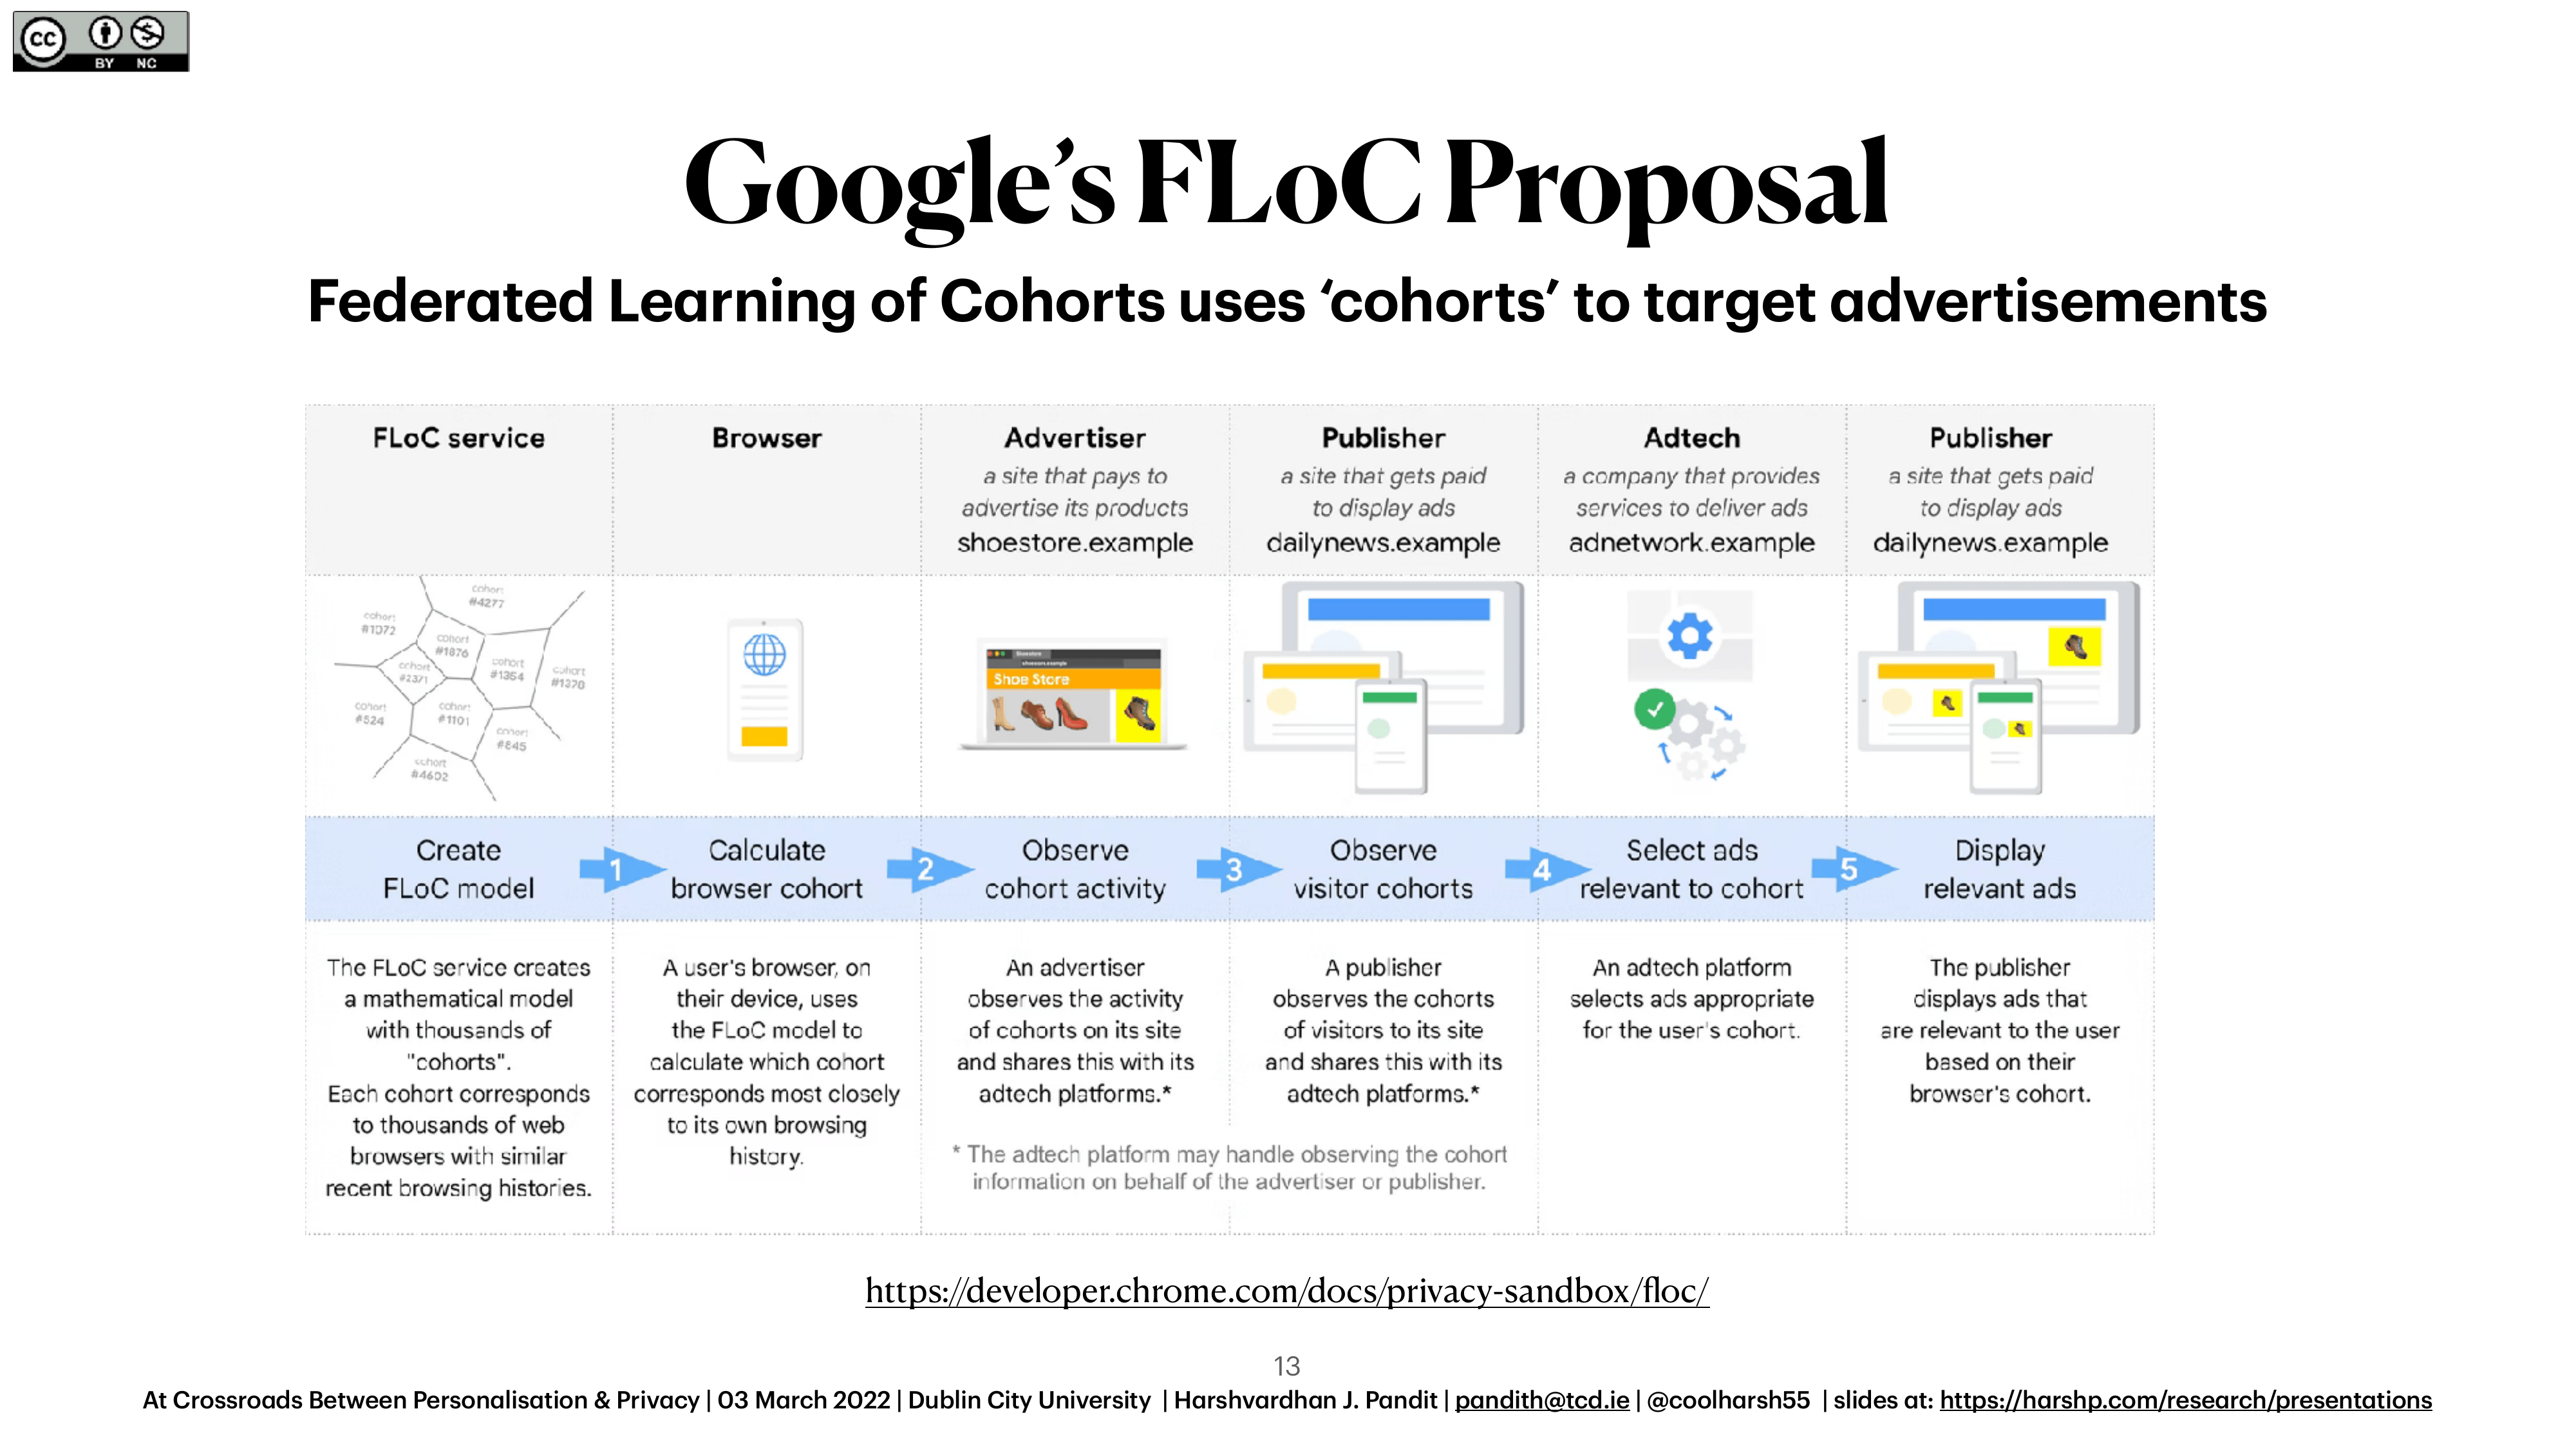 cc
BY NC
Google's FLoC Proposal
Federated Learning of Cohorts uses ‘cohorts’ to target advertisements
FLoC service
Browser
Advertiser
a site that pays to
advertise its products
shoestore.example
Publisher
a site that gets paid
to display ads
dailynews.example
Adtech
a company that provides
services to deliver ads
adnetwork.example
Publisher
a site that gets paid
to display ads
dailynews.example
cohort
#4277
cohort
#1072
cohort
#1876
cohort
#1354
cohort
#2371
cohort
#1278
cohort
#524
cohort
#1101
cohort
#845
cohort
#4602
Shoestore
shoestore.example
Shoe Store
Create
FLoC model
1
Calculate
browser cohort
2
Observe
cohort activity
3
Observe
visitor cohorts
4
Select ads
relevant to cohort
5
Display
relevant ads
The FLoC service creates
a mathematical model
with thousands of
"cohorts".
Each cohort corresponds
to thousands of web
browsers with similar
recent browsing histories.
A user's browser, on
their device, uses
the FLoC model to
calculate which cohort
corresponds most closely
to its own browsing
history.
An advertiser
observes the activity
of cohorts on its site
and shares this with its
adtech platforms.*
A publisher
observes the cohorts
of visitors to its site
and shares this with its
adtech platforms.*
* The adtech platform may handle observing the cohort
information on behalf of the advertiser or publisher.
An adtech platform
selects ads appropriate
for the user's cohort.
The publisher
displays ads that
are relevant to the user
based on their
browser's cohort.
https://developer.chrome.com/docs/privacy-sandbox/floc/
13
At Crossroads Between Personalisation & Privacy | 03 March 2022 | Dublin City University | Harshvardhan J. Pandit | pandith@tcd.ie | @coolharsh55 | slides at: https://harshp.com/research/presentations